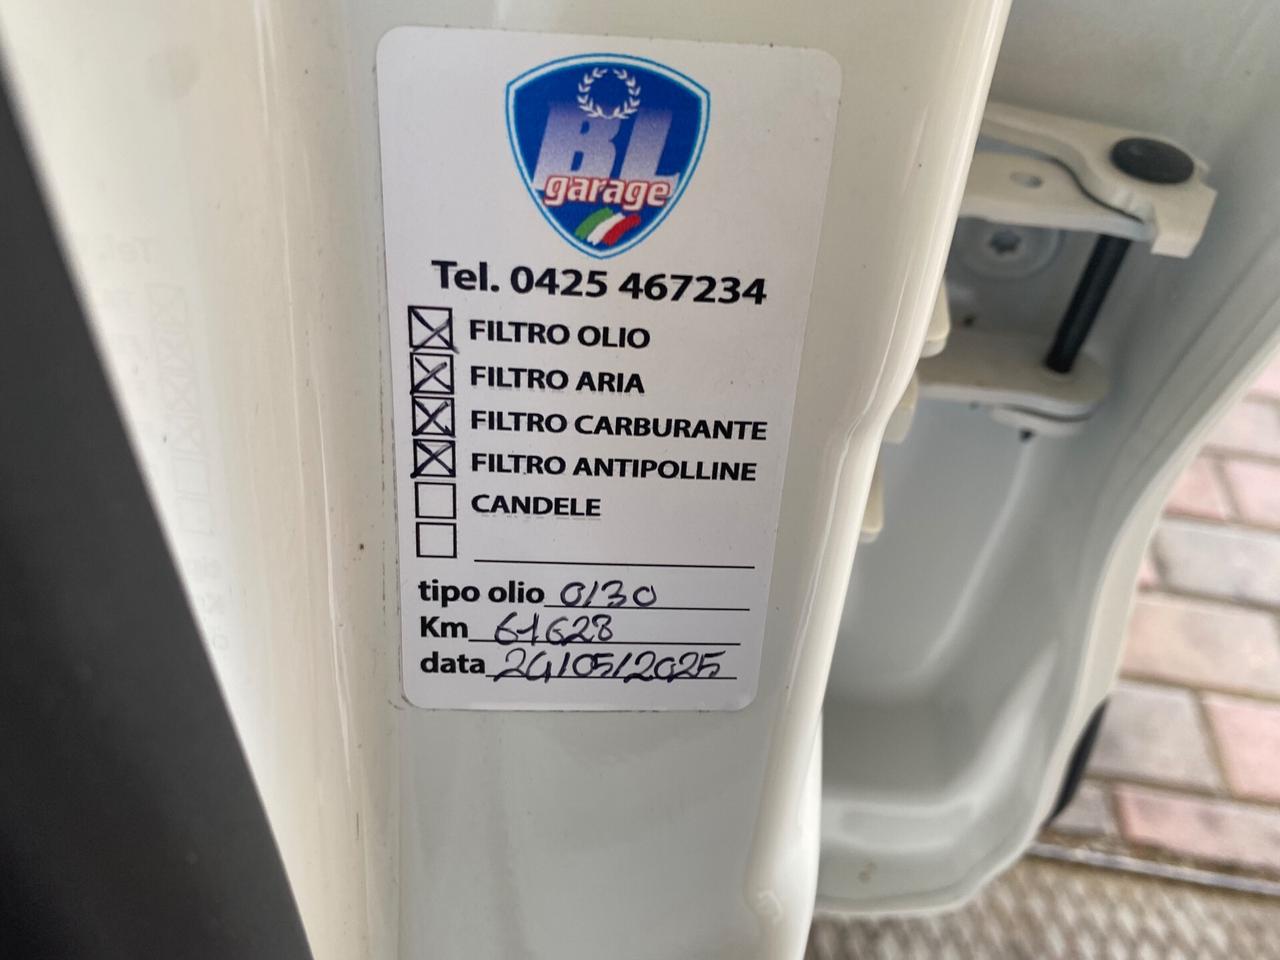 BL
garage
Tel. 0425 467234
FILTRO OLIO
FILTRO ARIA
FILTRO CARBURANTE
FILTRO ANTIPOLLINE
CANDELE
tipo olio 0/30
Km 61628
data 24/05/2025